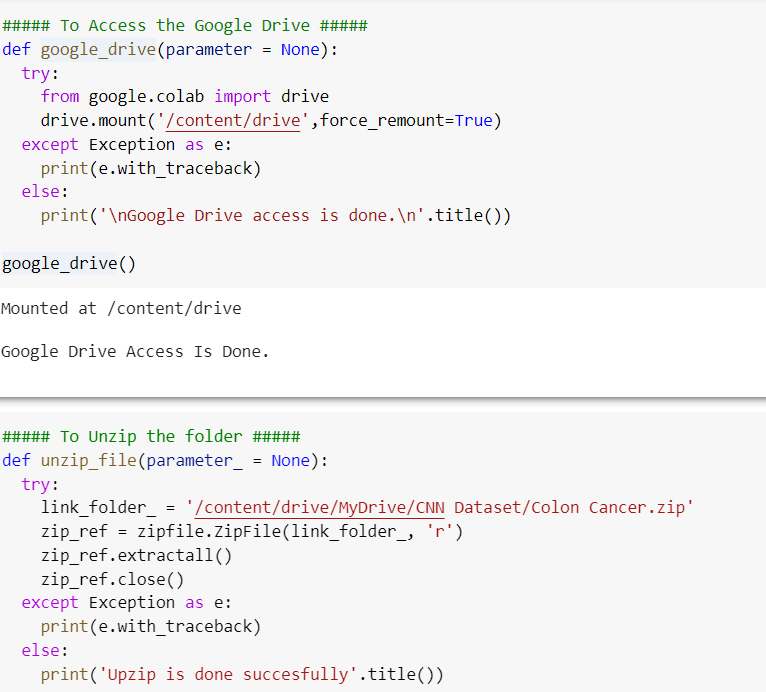 ##### To Access the Google Drive #####
def google_drive(parameter = None):
  try:
    from google.colab import drive
    drive.mount('/content/drive',force_remount=True)
  except Exception as e:
    print(e.with_traceback)
  else:
    print('\nGoogle Drive access is done.\n'.title())

google_drive()
Mounted at /content/drive

Google Drive Access Is Done.

##### To Unzip the folder #####
def unzip_file(parameter_ = None):
  try:
    link_folder_ = '/content/drive/MyDrive/CNN Dataset/Colon Cancer.zip'
    zip_ref = zipfile.ZipFile(link_folder_, 'r')
    zip_ref.extractall()
    zip_ref.close()
  except Exception as e:
    print(e.with_traceback)
  else:
    print('Upzip is done succesfully'.title())